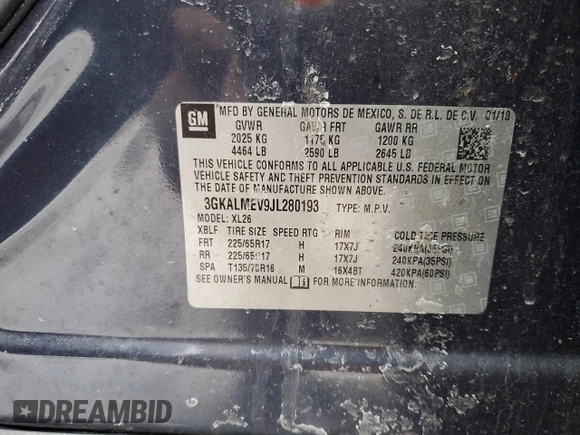 GM
MFD BY GENERAL MOTORS DE MEXICO, S. DE R.L. DE C.V. 01/18
GVWR GAWR FRT GAWR RR
2025 KG 1175 KG 1200 KG
4464 LB 2590 LB 2645 LB
THIS VEHICLE CONFORMS TO ALL APPLICABLE U.S. FEDERAL MOTOR
VEHICLE SAFETY AND THEFT PREVENTION STANDARDS IN EFFECT ON THE DATE
OF MANUFACTURE SHOWN ABOVE.
3GKALMEV9JL280193 TYPE: M.P.V.
MODEL: XL26
XBLF TIRE SIZE SPEED RTG RIM COLD TIRE PRESSURE
FRT 225/65R17 H 17X7J 240KPA(35PSI)
RR 225/65R17 H 17X7J 240KPA(35PSI)
SPA T135/70R16 M 16X4BT 420KPA(60PSI)
SEE OWNER'S MANUAL FOR MORE INFORMATION.
DREAMBID